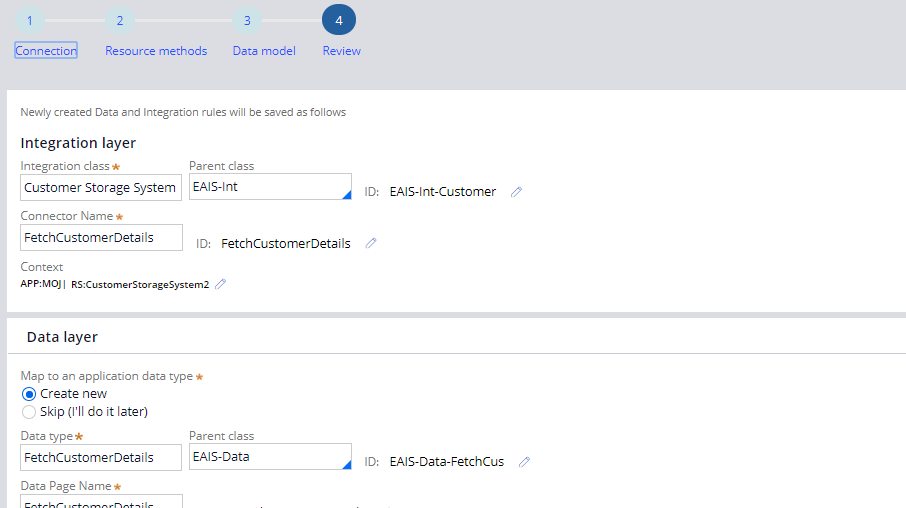 1 2 3 4
Connection Resource methods Data model Review
Newly created Data and Integration rules will be saved as follows
Integration layer
Integration class★ Parent class
Customer Storage System EAIS-Int ID: EAIS-Int-Customer
Connector Name★
FetchCustomerDetails ID: FetchCustomerDetails
Context
APP:MOJ| RS:CustomerStorageSystem2
Data layer
Map to an application data type ★
Create new
Skip (I'll do it later)
Data type★ Parent class
FetchCustomerDetails EAIS-Data ID: EAIS-Data-FetchCus
Data Page Name ★
FetchCustomerDetails